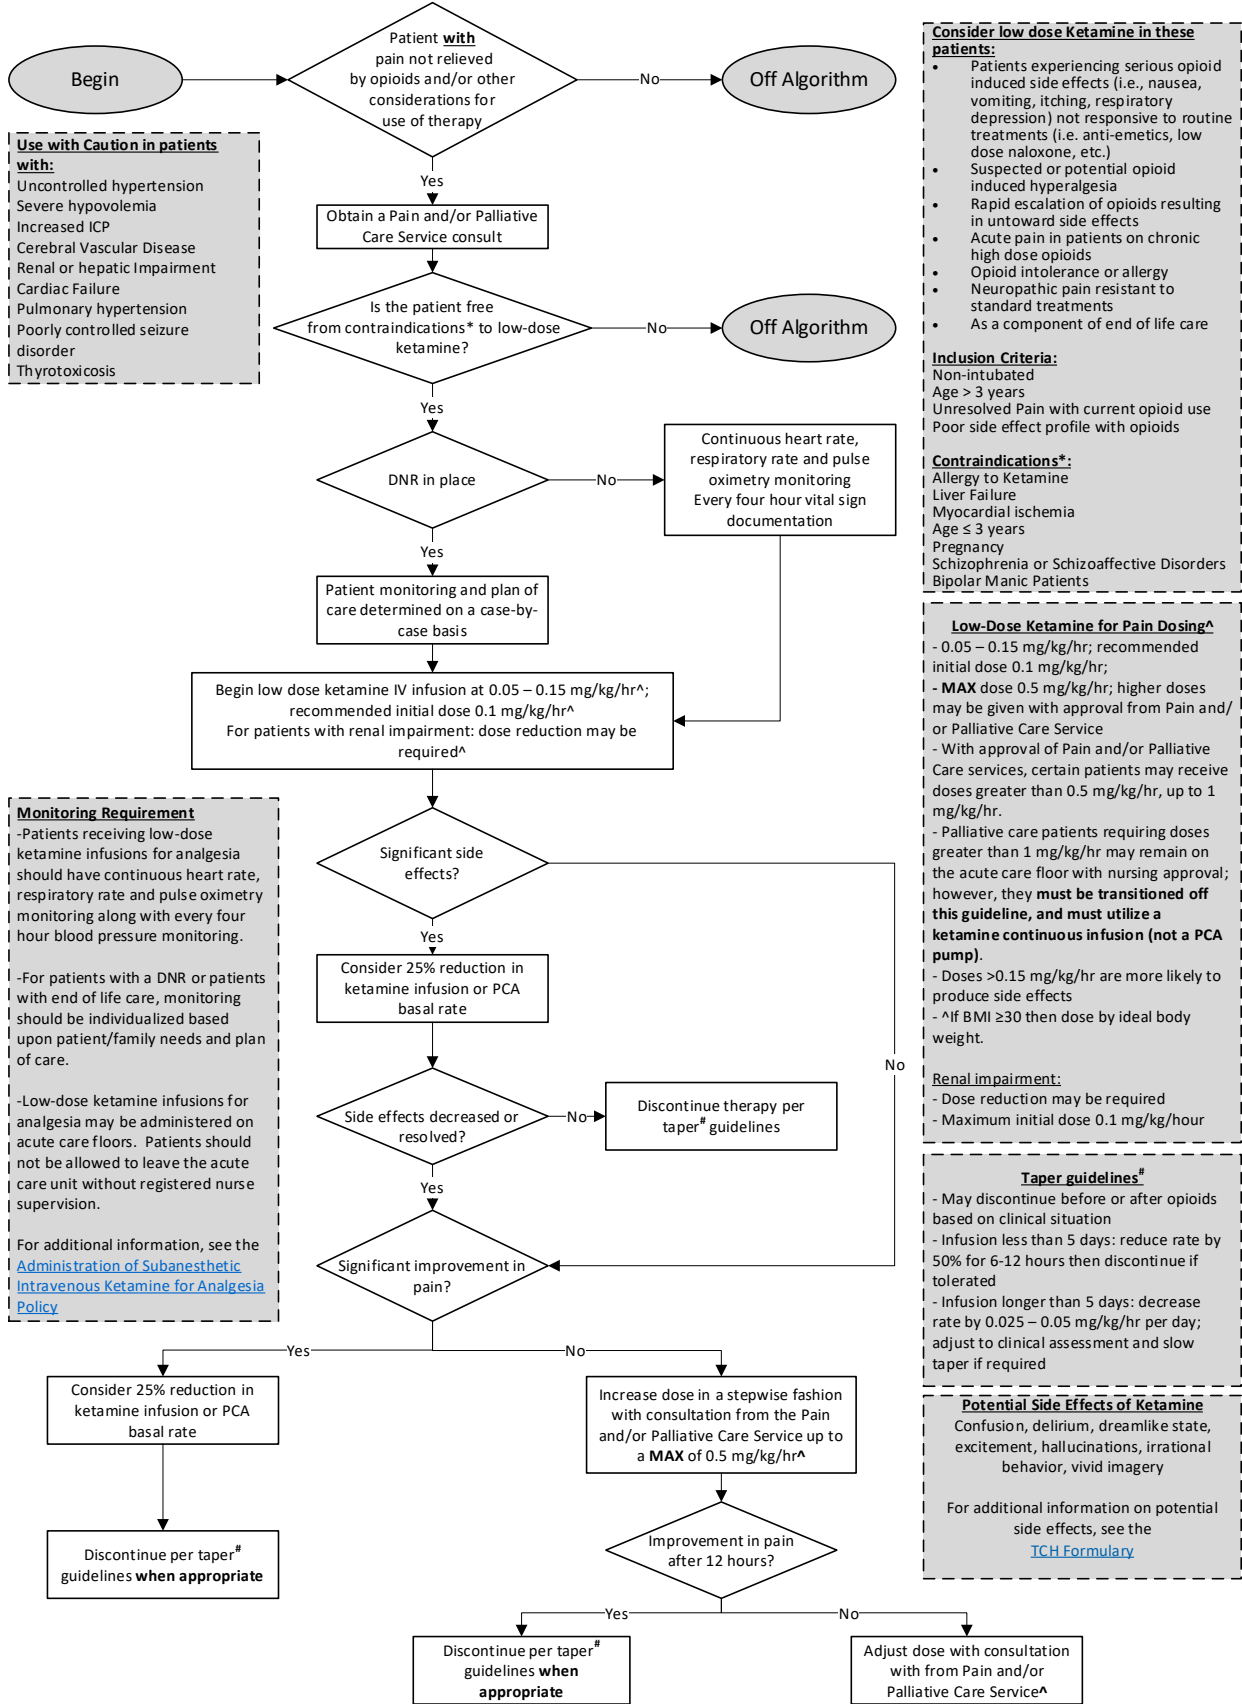 Begin
Patient with
pain not relieved
by opioids and/or other
considerations for
use of therapy
No
Off Algorithm
Yes
Use with Caution in patients
with:
Uncontrolled hypertension
Severe hypovolemia
Increased ICP
Cerebral Vascular Disease
Renal or hepatic Impairment
Cardiac Failure
Pulmonary hypertension
Poorly controlled seizure
disorder
Thyrotoxicosis
Obtain a Pain and/or Palliative
Care Service consult
Is the patient free
from contraindications* to low-dose
ketamine?
No
Off Algorithm
Yes
DNR in place
No
Continuous heart rate,
respiratory rate and pulse
oximetry monitoring
Every four hour vital sign
documentation
Yes
Patient monitoring and plan of
care determined on a case-by-
case basis
Begin low dose ketamine IV infusion at 0.05 – 0.15 mg/kg/hr^;
recommended initial dose 0.1 mg/kg/hr^
For patients with renal impairment: dose reduction may be
required^
Significant side
effects?
No
Yes
Consider 25% reduction in
ketamine infusion or PCA
basal rate
Side effects decreased or
resolved?
No
Discontinue therapy per
taper# guidelines
Yes
Significant improvement in
pain?
Yes
No
Consider 25% reduction in
ketamine infusion or PCA
basal rate
Discontinue per taper#
guidelines when appropriate
Increase dose in a stepwise fashion
with consultation from the Pain
and/or Palliative Care Service up to
a MAX of 0.5 mg/kg/hr^
Improvement in pain
after 12 hours?
Yes
No
Discontinue per taper#
guidelines when
appropriate
Adjust dose with consultation
with from Pain and/or
Palliative Care Service^
Monitoring Requirement
-Patients receiving low-dose
ketamine infusions for analgesia
should have continuous heart rate,
respiratory rate and pulse oximetry
monitoring along with every four
hour blood pressure monitoring.
-For patients with a DNR or patients
with end of life care, monitoring
should be individualized based
upon patient/family needs and plan
of care.
-Low-dose ketamine infusions for
analgesia may be administered on
acute care floors. Patients should
not be allowed to leave the acute
care unit without registered nurse
supervision.
For additional information, see the
Administration of Subanesthetic
Intravenous Ketamine for Analgesia
Policy
Consider low dose Ketamine in these
patients:
• Patients experiencing serious opioid
induced side effects (i.e., nausea,
vomiting, itching, respiratory
depression) not responsive to routine
treatments (i.e. anti-emetics, low
dose naloxone, etc.)
• Suspected or potential opioid
induced hyperalgesia
• Rapid escalation of opioids resulting
in untoward side effects
• Acute pain in patients on chronic
high dose opioids
• Opioid intolerance or allergy
• Neuropathic pain resistant to
standard treatments
• As a component of end of life care
Inclusion Criteria:
Non-intubated
Age > 3 years
Unresolved Pain with current opioid use
Poor side effect profile with opioids
Contraindications*:
Allergy to Ketamine
Liver Failure
Myocardial ischemia
Age ≤ 3 years
Pregnancy
Schizophrenia or Schizoaffective Disorders
Bipolar Manic Patients
Low-Dose Ketamine for Pain Dosing^
- 0.05 – 0.15 mg/kg/hr; recommended
initial dose 0.1 mg/kg/hr;
- MAX dose 0.5 mg/kg/hr; higher doses
may be given with approval from Pain and/
or Palliative Care Service
- With approval of Pain and/or Palliative
Care services, certain patients may receive
doses greater than 0.5 mg/kg/hr, up to 1
mg/kg/hr.
- Palliative care patients requiring doses
greater than 1 mg/kg/hr may remain on
the acute care floor with nursing approval;
however, they must be transitioned off
this guideline, and must utilize a
ketamine continuous infusion (not a PCA
pump).
- Doses >0.15 mg/kg/hr are more likely to
produce side effects
- ^If BMI ≥30 then dose by ideal body
weight.
Renal impairment:
- Dose reduction may be required
- Maximum initial dose 0.1 mg/kg/hour
Taper guidelines#
- May discontinue before or after opioids
based on clinical situation
- Infusion less than 5 days: reduce rate by
50% for 6-12 hours then discontinue if
tolerated
- Infusion longer than 5 days: decrease
rate by 0.025 – 0.05 mg/kg/hr per day;
adjust to clinical assessment and slow
taper if required
Potential Side Effects of Ketamine
Confusion, delirium, dreamlike state,
excitement, hallucinations, irrational
behavior, vivid imagery
For additional information on potential
side effects, see the
TCH Formulary